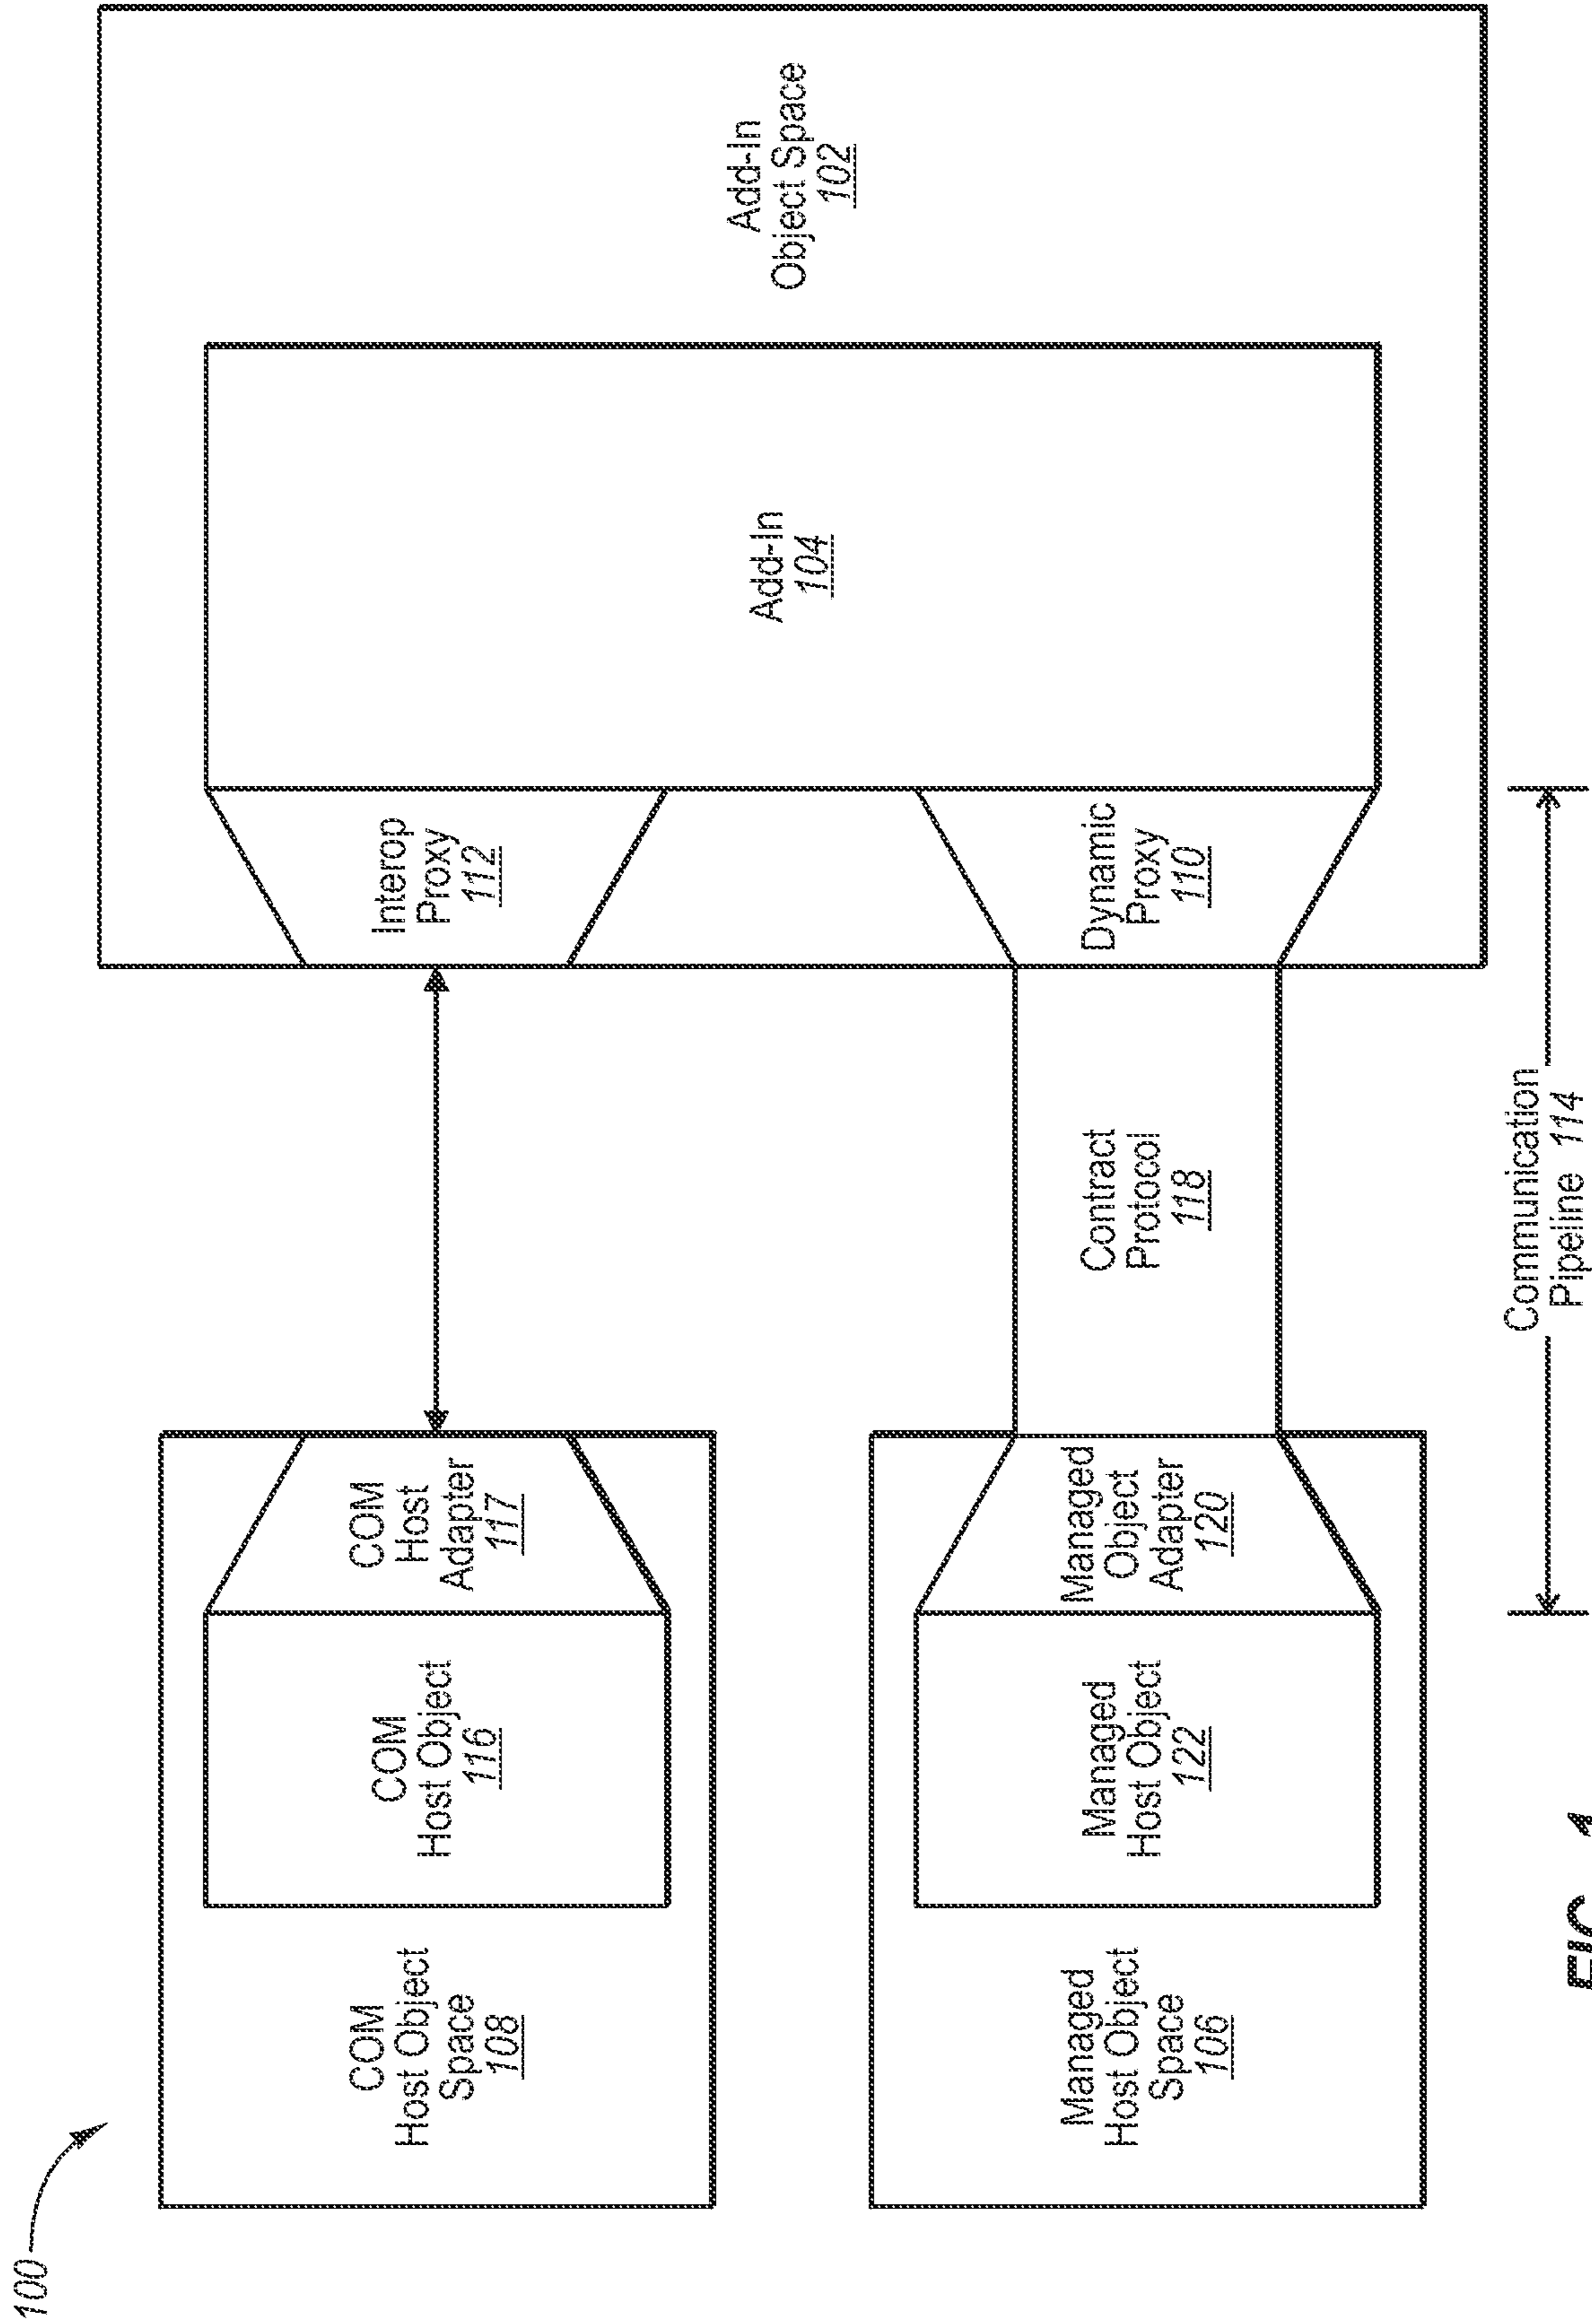 100
COM
Host Object
Space
108
COM
Host Object
116
COM
Host
Adapter
117
Interop
Proxy
112
Add-In
104
Add-In
Object Space
102
Managed
Host Object
Space
106
Managed
Host Object
122
Managed
Object
Adapter
120
Contract
Protocol
118
Dynamic
Proxy
110
Communication
Pipeline 114
FIG. 1